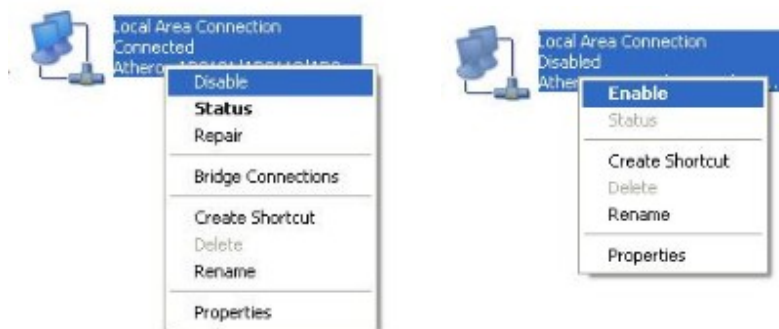 Local Area Connection
Connected
Disable
Status
Repair
Bridge Connections
Create Shortcut
Delete
Rename
Properties
Local Area Connection
Disabled
Enable
Status
Create Shortcut
Delete
Rename
Properties